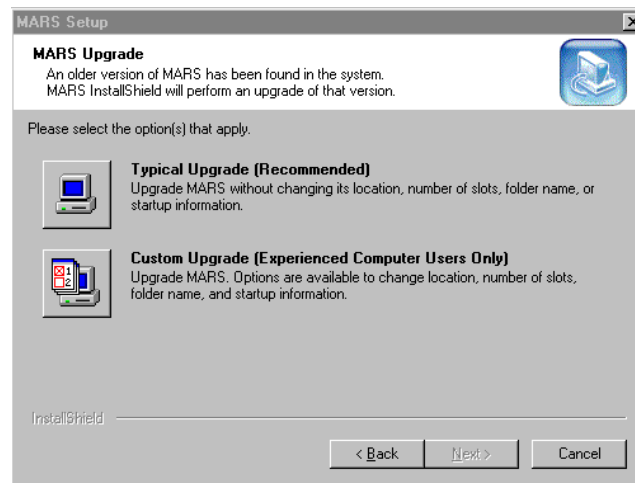 MARS Setup
MARS Upgrade
An older version of MARS has been found in the system.
MARS InstallShield will perform an upgrade of that version.
Please select the option(s) that apply.
Typical Upgrade (Recommended)
Upgrade MARS without changing its location, number of slots, folder name, or
startup information.
Custom Upgrade (Experienced Computer Users Only)
Upgrade MARS. Options are available to change location, number of slots,
folder name, and startup information.
InstallShield
< Back
Next >
Cancel